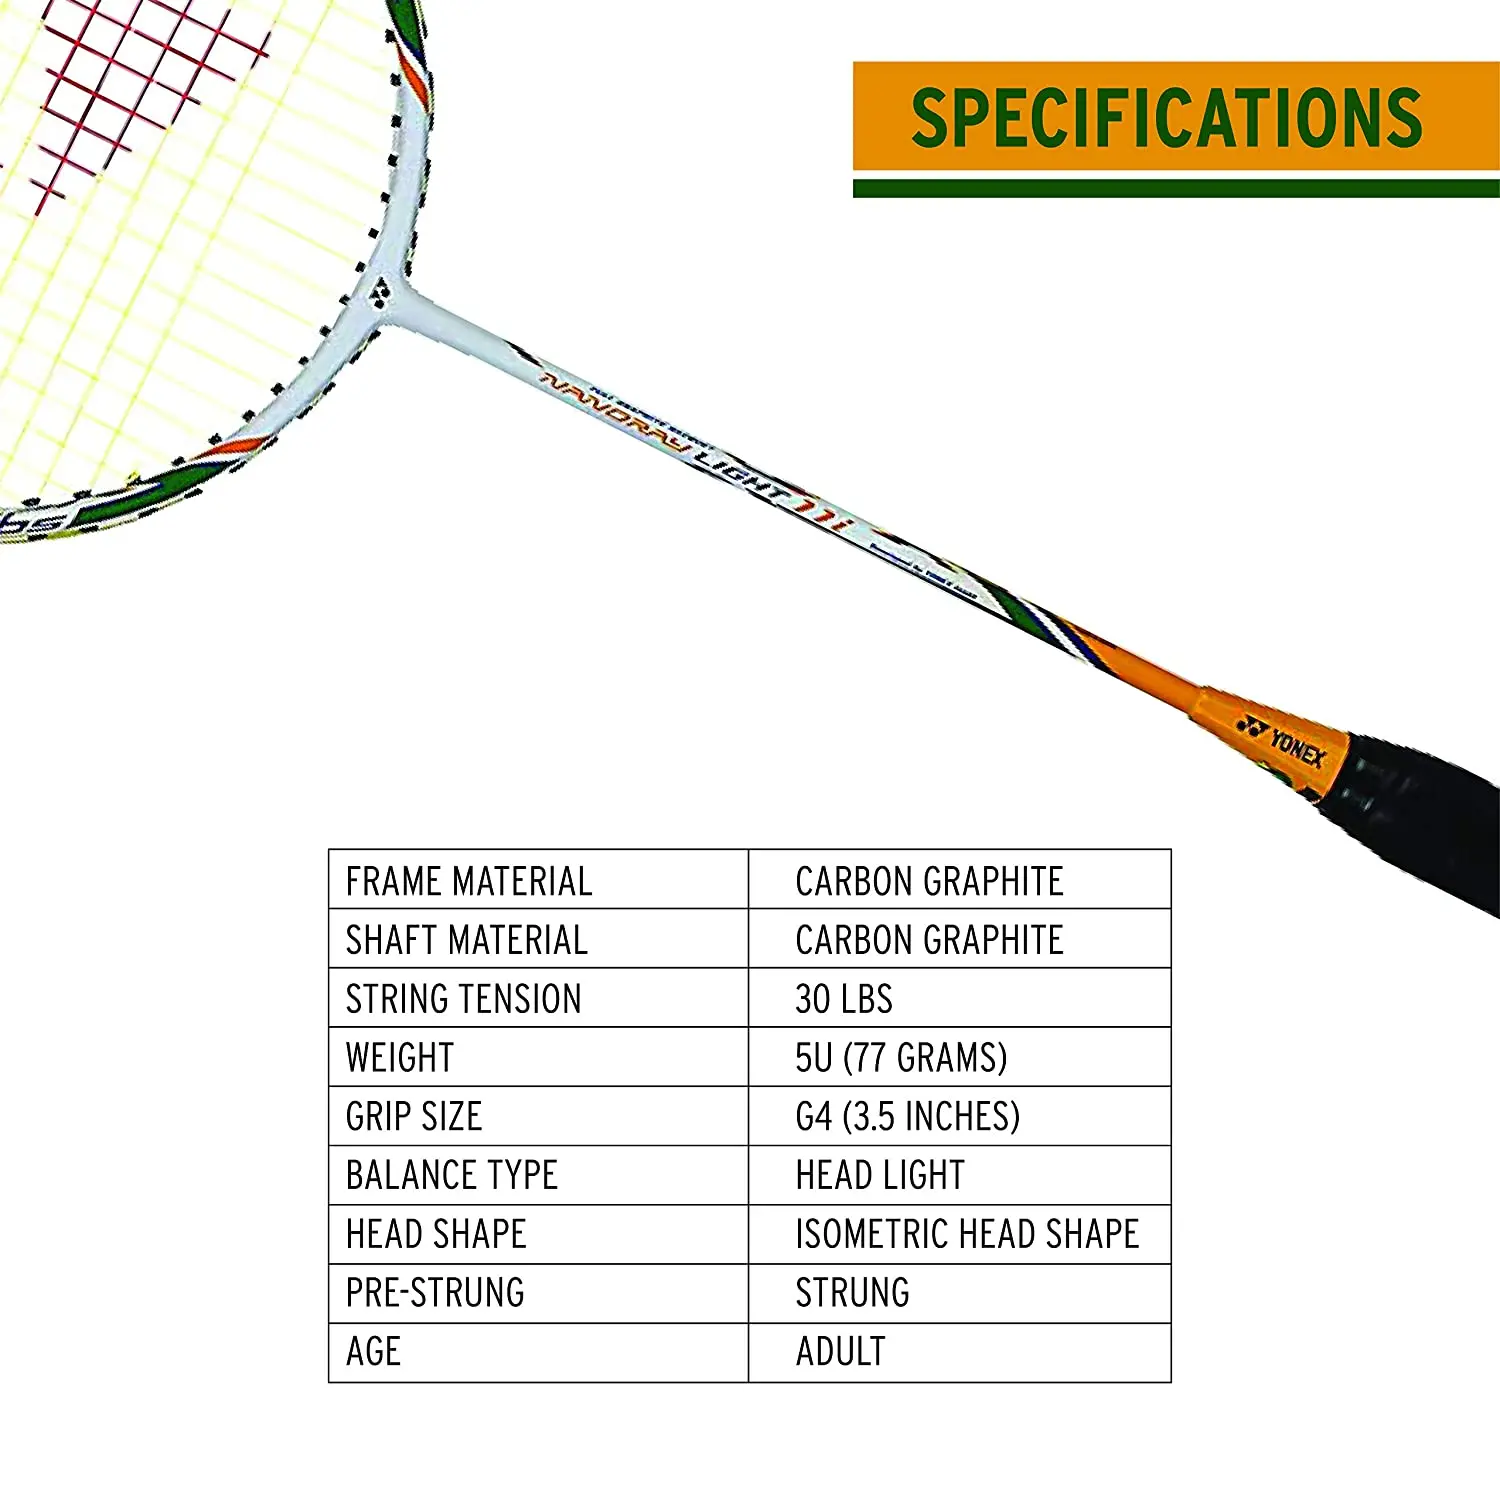 SPECIFICATIONS
NANORAY LIGHT 11i
YONEX
bs
FRAME MATERIAL CARBON GRAPHITE
SHAFT MATERIAL CARBON GRAPHITE
STRING TENSION 30 LBS
WEIGHT 5U (77 GRAMS)
GRIP SIZE G4 (3.5 INCHES)
BALANCE TYPE HEAD LIGHT
HEAD SHAPE ISOMETRIC HEAD SHAPE
PRE-STRUNG STRUNG
AGE ADULT